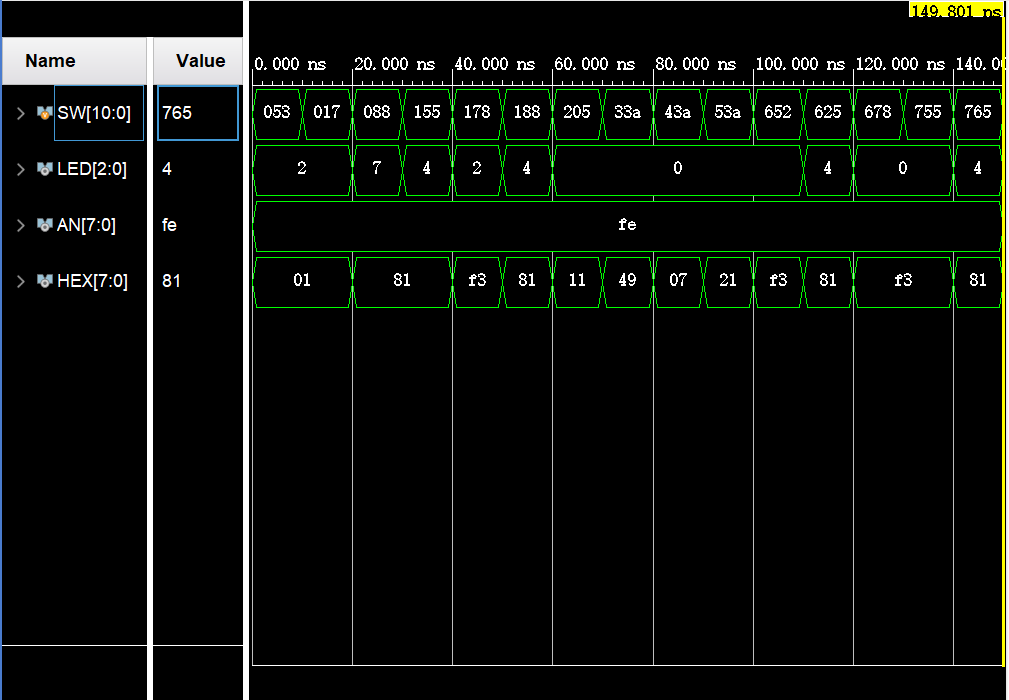 149.801 ns
Name Value
0.000 ns 20.000 ns 40.000 ns 60.000 ns 80.000 ns 100.000 ns 120.000 ns 140.0
SW[10:0] 765 053 017 088 155 178 188 205 33a 43a 53a 652 625 678 755 765
LED[2:0] 4 2 7 4 2 4 0 4 0 4
AN[7:0] fe fe
HEX[7:0] 81 01 81 f3 81 11 49 07 21 f3 81 f3 81